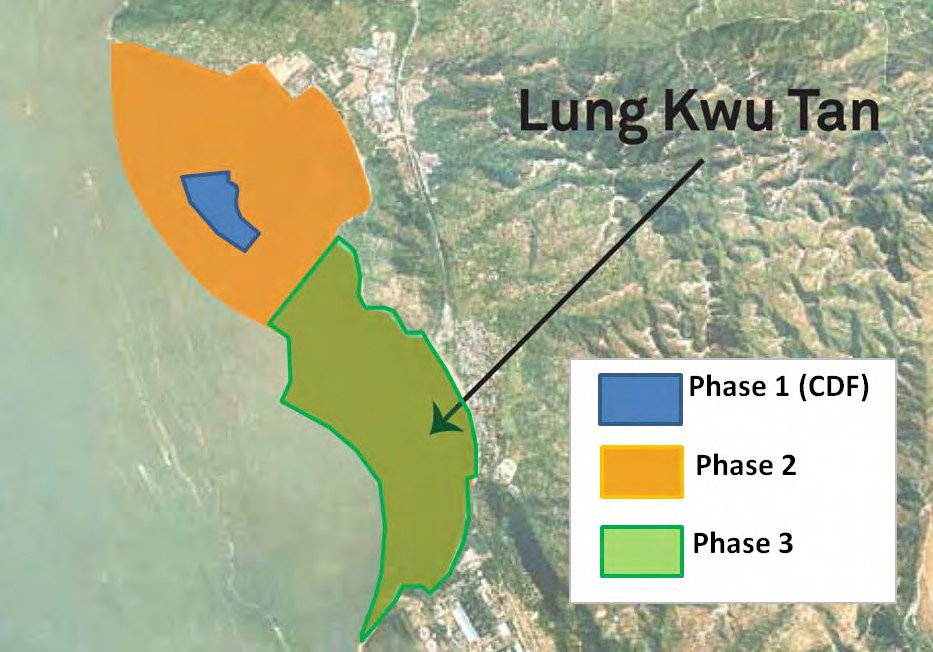 Lung Kwu Tan
Phase 1 (CDF)
Phase 2
Phase 3